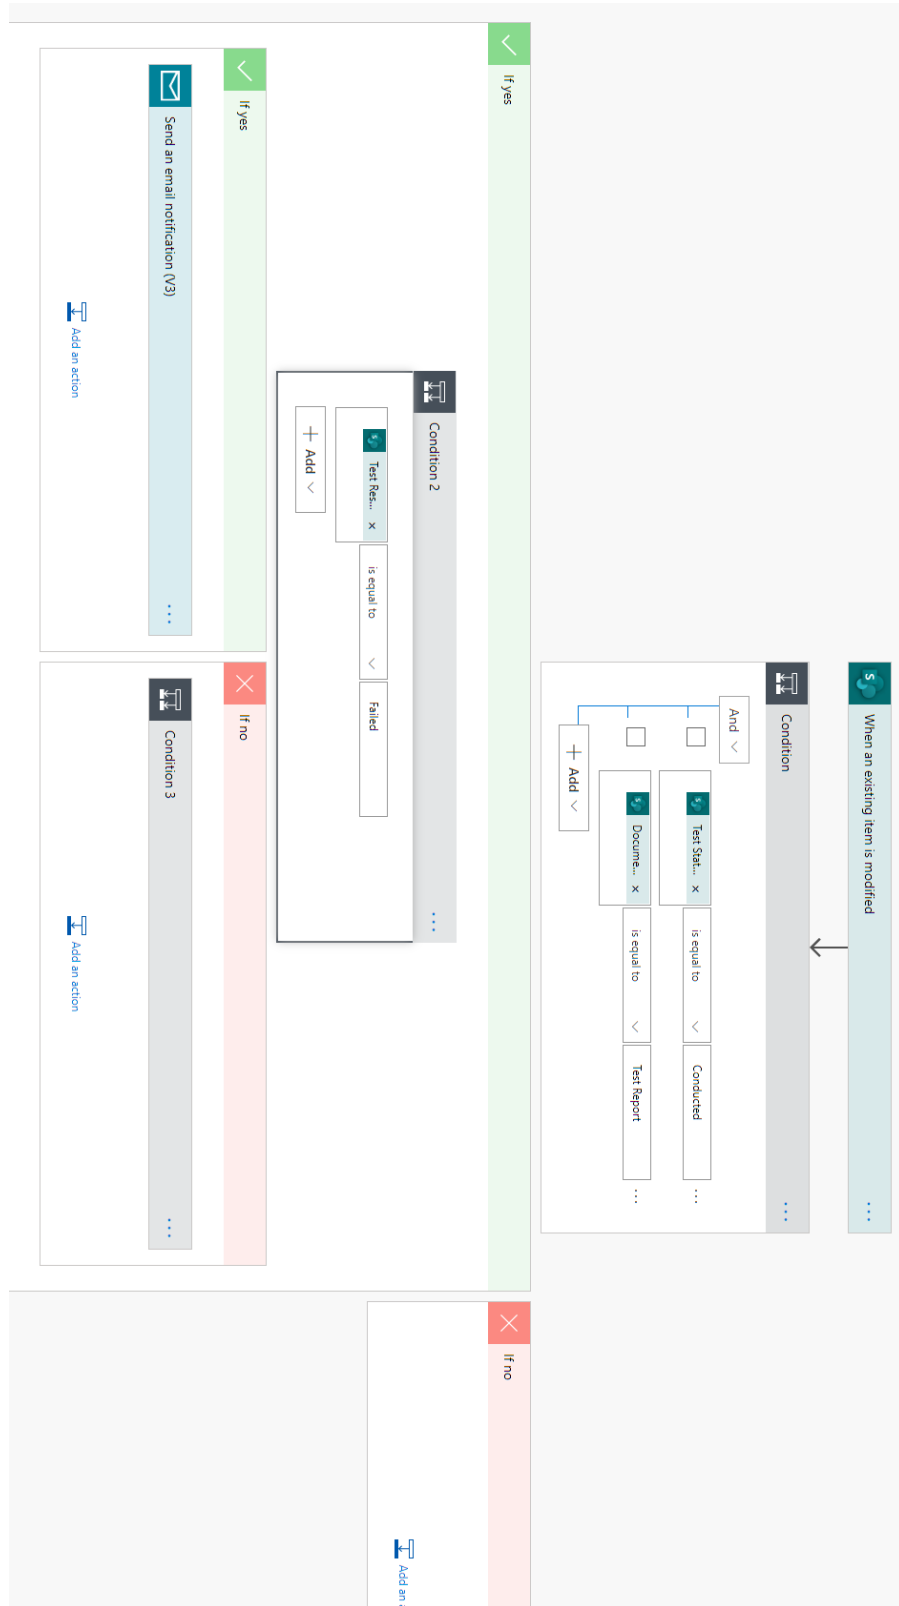 When an existing item is modified
Condition
And
Test Stat...
is equal to
Conducted
Docume...
is equal to
Test Report
Add
If yes
Condition 2
Test Res...
is equal to
Failed
Add
If yes
Send an email notification (V3)
Add an action
If no
Condition 3
Add an action
If no
Add an